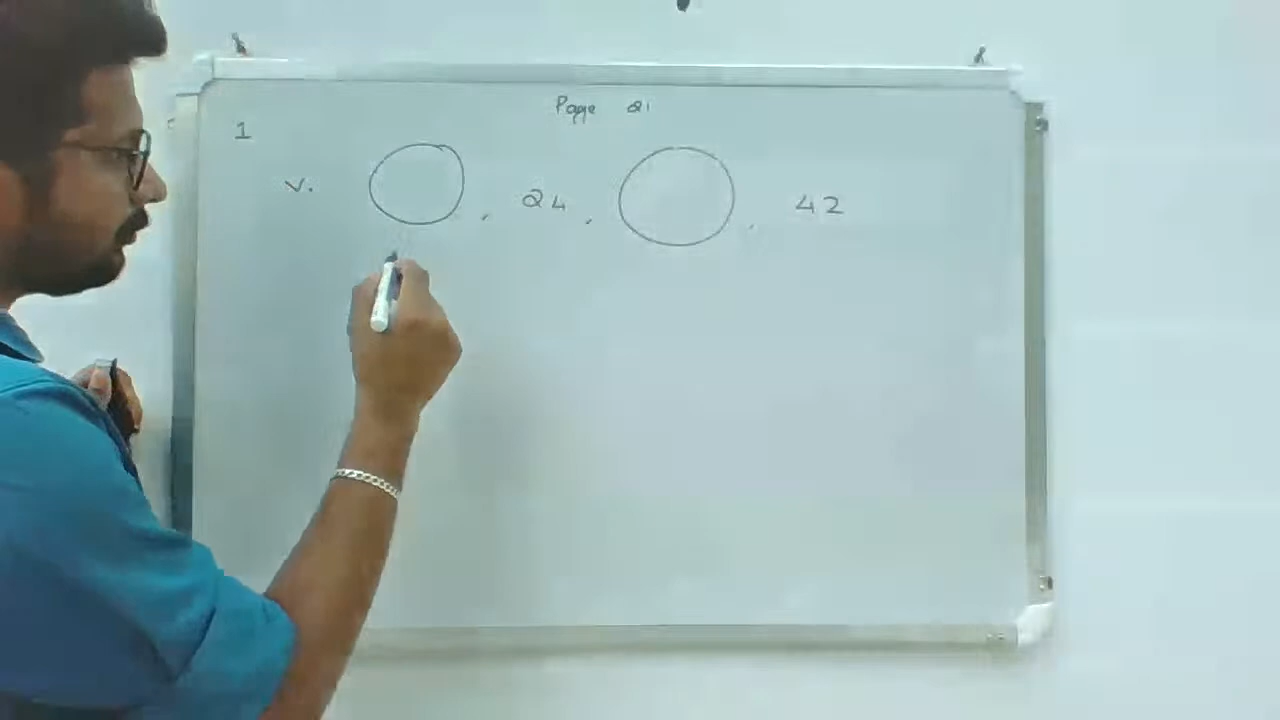 Page 21
1
v. , 24 , , 42